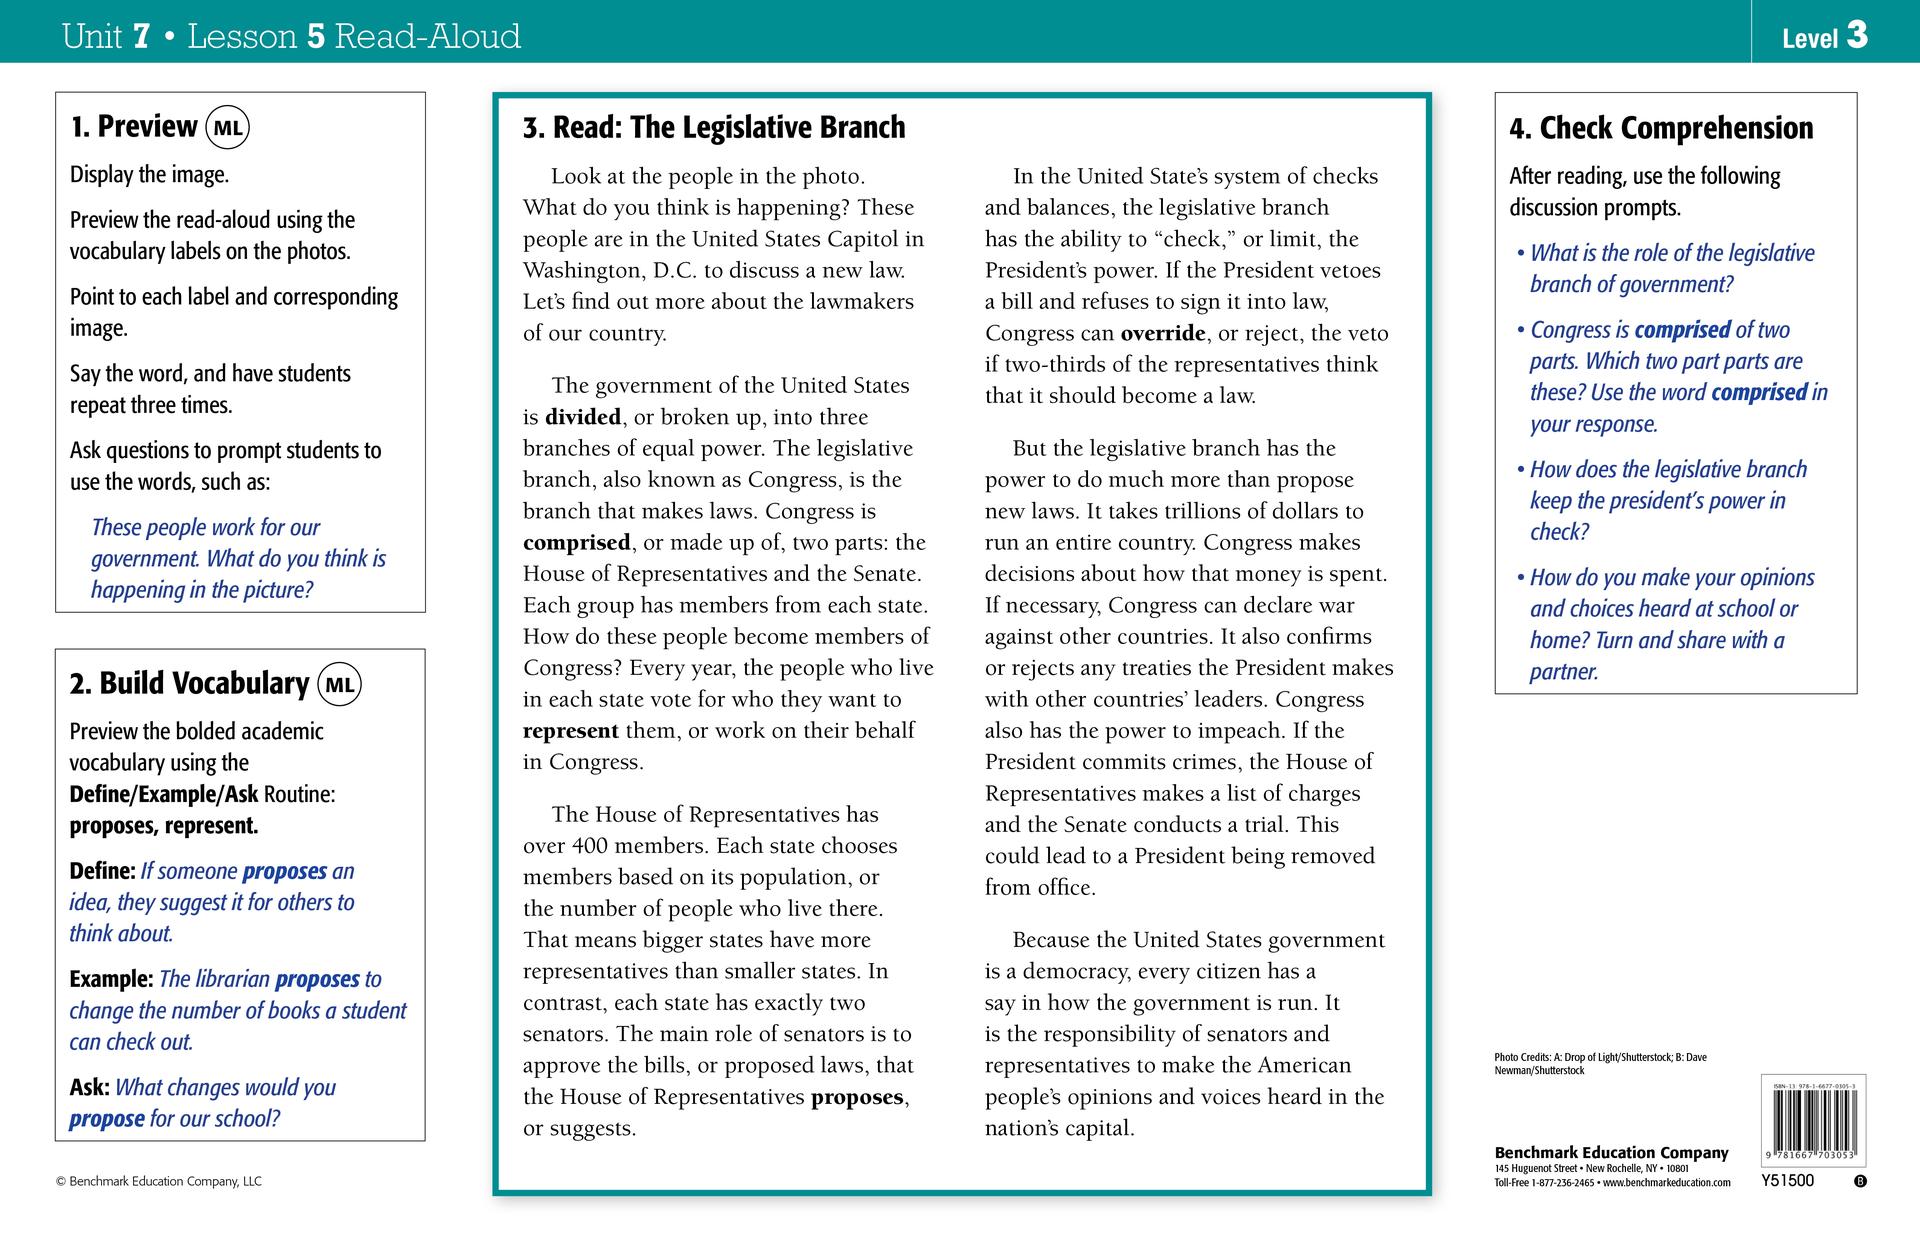 Unit 7 • Lesson 5 Read-Aloud
Level 3
1. Preview ML
Display the image.
Preview the read-aloud using the
vocabulary labels on the photos.
Point to each label and corresponding
image.
Say the word, and have students
repeat three times.
Ask questions to prompt students to
use the words, such as:
These people work for our
government. What do you think is
happening in the picture?
2. Build Vocabulary ML
Preview the bolded academic
vocabulary using the
Define/Example/Ask Routine:
proposes, represent.
Define: If someone proposes an
idea, they suggest it for others to
think about.
Example: The librarian proposes to
change the number of books a student
can check out.
Ask: What changes would you
propose for our school?
© Benchmark Education Company, LLC
3. Read: The Legislative Branch
Look at the people in the photo.
What do you think is happening? These
people are in the United States Capitol in
Washington, D.C. to discuss a new law.
Let's find out more about the lawmakers
of our country.
The government of the United States
is divided, or broken up, into three
branches of equal power. The legislative
branch, also known as Congress, is the
branch that makes laws. Congress is
comprised, or made up of, two parts: the
House of Representatives and the Senate.
Each group has members from each state.
How do these people become members of
Congress? Every year, the people who live
in each state vote for who they want to
represent them, or work on their behalf
in Congress.
The House of Representatives has
over 400 members. Each state chooses
members based on its population, or
the number of people who live there.
That means bigger states have more
representatives than smaller states. In
contrast, each state has exactly two
senators. The main role of senators is to
approve the bills, or proposed laws, that
the House of Representatives proposes,
or suggests.
In the United State's system of checks
and balances, the legislative branch
has the ability to “check,” or limit, the
President's power. If the President vetoes
a bill and refuses to sign it into law,
Congress can override, or reject, the veto
if two-thirds of the representatives think
that it should become a law.
But the legislative branch has the
power to do much more than propose
new laws. It takes trillions of dollars to
run an entire country. Congress makes
decisions about how that money is spent.
If necessary, Congress can declare war
against other countries. It also confirms
or rejects any treaties the President makes
with other countries' leaders. Congress
also has the power to impeach. If the
President commits crimes, the House of
Representatives makes a list of charges
and the Senate conducts a trial. This
could lead to a President being removed
from office.
Because the United States government
is a democracy, every citizen has a
say in how the government is run. It
is the responsibility of senators and
representatives to make the American
people's opinions and voices heard in the
nation's capital.
4. Check Comprehension
After reading, use the following
discussion prompts.
• What is the role of the legislative
branch of government?
• Congress is comprised of two
parts. Which two part parts are
these? Use the word comprised in
your response.
• How does the legislative branch
keep the president's power in
check?
• How do you make your opinions
and choices heard at school or
home? Turn and share with a
partner.
Photo Credits: A: Drop of Light/Shutterstock; B: Dave
Newman/Shutterstock
Benchmark Education Company
145 Huguenot Street • New Rochelle, NY • 10801
Toll-Free 1-877-236-2465 • www.benchmarkeducation.com
ISBN-13 978-1-6677-0305-3
9 781667 703053
Y51500
B